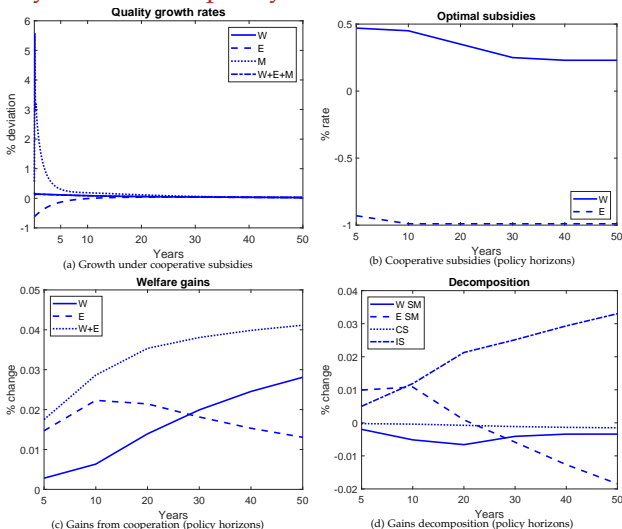 Quality growth rates
6
5
4
3
2
1
0
-1
% deviation
W
E
M
W+E+M
5
10
20
30
40
50
Years
(a) Growth under cooperative subsidies
Optimal subsidies
0.5
0
-0.5
-1
% rate
W
E
5
10
20
30
40
50
Years
(b) Cooperative subsidies (policy horizons)
Welfare gains
0.05
0.04
0.03
0.02
0.01
0
% change
W
E
W+E
5
10
20
30
40
50
Years
(c) Gains from cooperation (policy horizons)
Decomposition
0.04
0.03
0.02
0.01
0
-0.01
-0.02
% change
W SM
E SM
CS
IS
5
10
20
30
40
50
Years
(d) Gains decomposition (policy horizons)